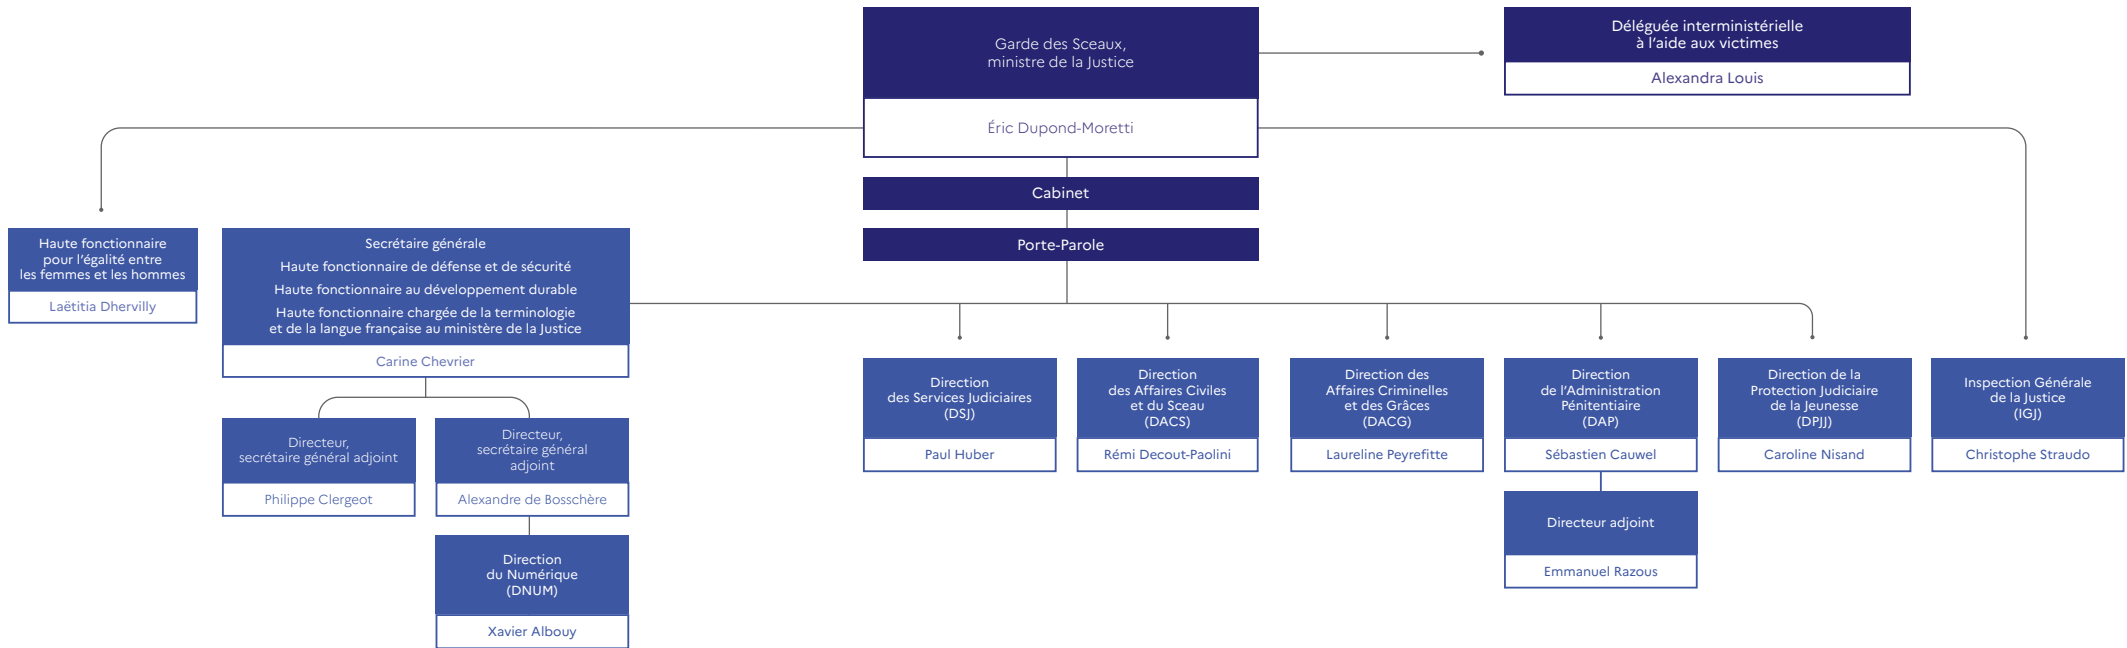 Garde des Sceaux,
ministre de la Justice
Éric Dupond-Moretti
Déléguée interministérielle
à l'aide aux victimes
Alexandra Louis
Cabinet
Porte-Parole
Haute fonctionnaire
pour l'égalité entre
les femmes et les hommes
Laëtitia Dhervilly
Secrétaire générale
Haute fonctionnaire de défense et de sécurité
Haute fonctionnaire au développement durable
Haute fonctionnaire chargée de la terminologie
et de la langue française au ministère de la Justice
Carine Chevrier
Directeur,
secrétaire général adjoint
Philippe Clergeot
Directeur,
secrétaire général
adjoint
Alexandre de Bosschère
Direction
du Numérique
(DNUM)
Xavier Albouy
Direction
des Services Judiciaires
(DSJ)
Paul Huber
Direction
des Affaires Civiles
et du Sceau
(DACS)
Rémi Decout-Paolini
Direction des
Affaires Criminelles
et des Grâces
(DACG)
Laureline Peyrefitte
Direction
de l'Administration
Pénitentiaire
(DAP)
Sébastien Cauwel
Directeur adjoint
Emmanuel Razous
Direction de la
Protection Judiciaire
de la Jeunesse
(DPJJ)
Caroline Nisand
Inspection Générale
de la Justice
(IGJ)
Christophe Straudo